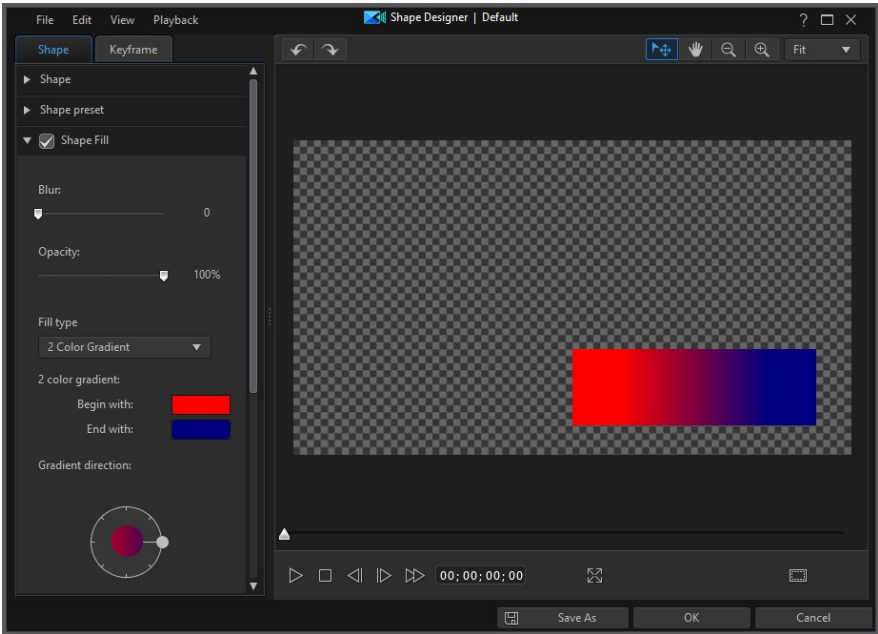 File Edit View Playback
Shape Designer | Default
?
Shape Keyframe
Fit
Shape
Shape preset
Shape Fill
Blur:
0
Opacity:
100%
Fill type
2 Color Gradient
2 color gradient:
Begin with:
End with:
Gradient direction:
00;00;00;00
Save As OK Cancel